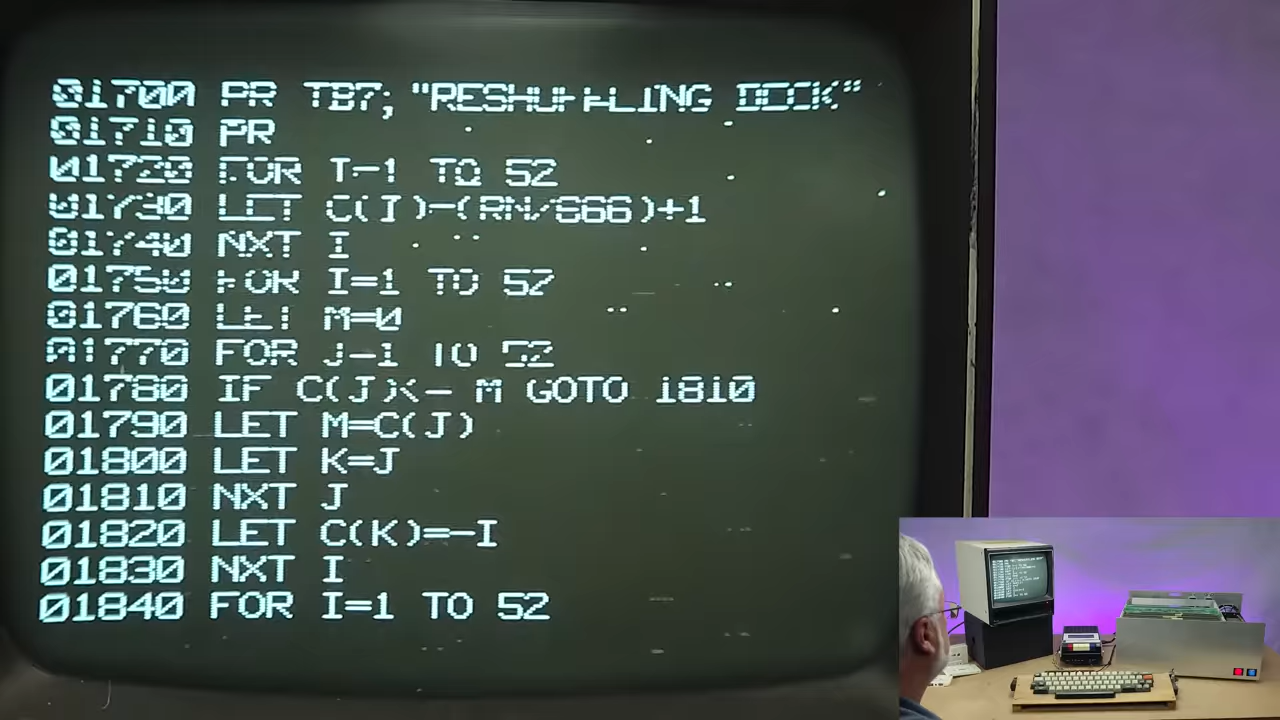 01700 PR TB7; "RESHUFFLING DECK"
01710 PR
01720 FOR I=1 TO 52
01730 LET C(I)=(RN/666)+1
01740 NXT I
01750 FOR I=1 TO 52
01760 LET M=0
01770 FOR J=1 TO 52
01780 IF C(J)<= M GOTO 1810
01790 LET M=C(J)
01800 LET K=J
01810 NXT J
01820 LET C(K)=-I
01830 NXT I
01840 FOR I=1 TO 52